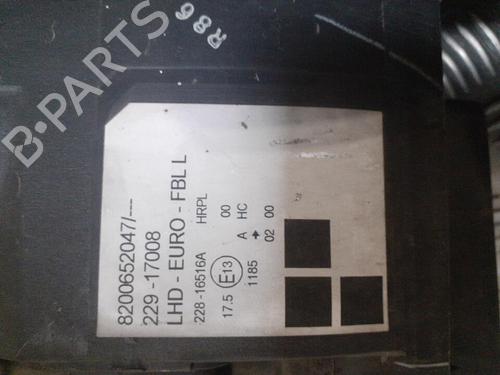 B-PARTS
R86
8200652047/---
229 -17008
LHD - EURO - FBL L
228 -16516A HRPL
17.5 E13 A HC 00
1185 → 02 00